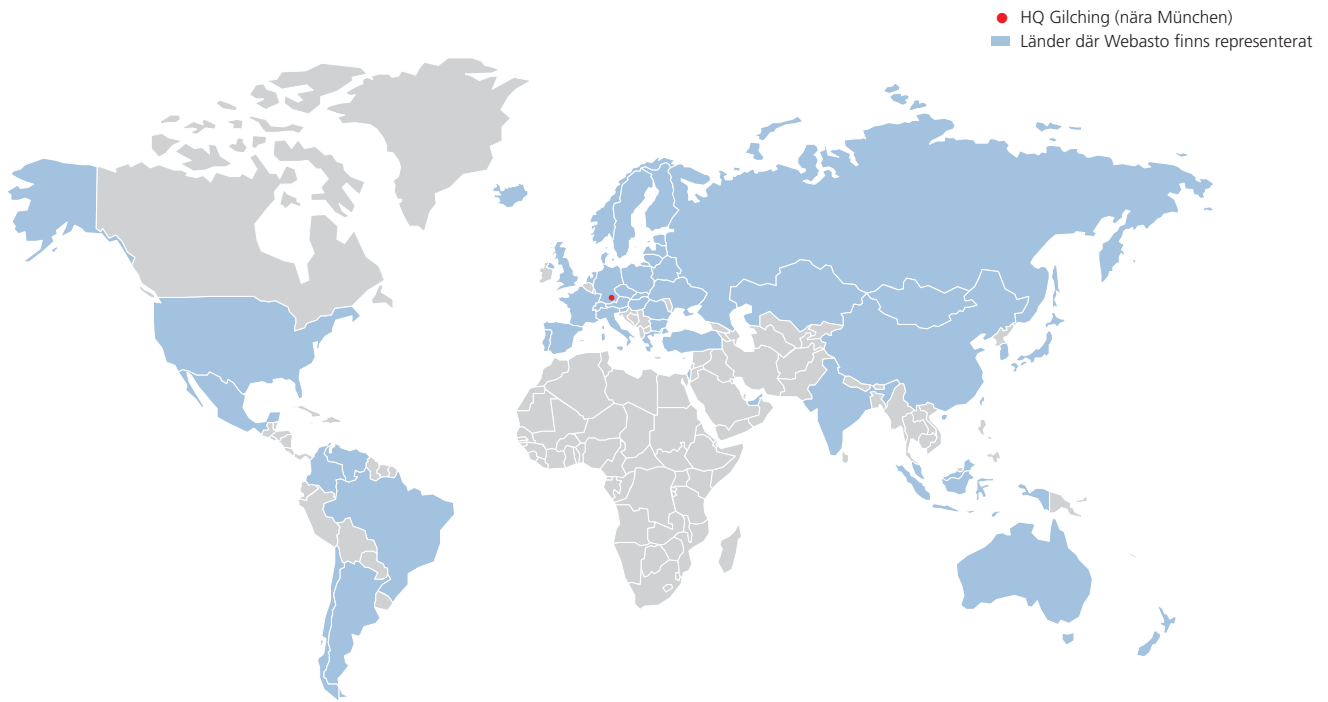 HQ Gilching (nära München)
Länder där Webasto finns representerat